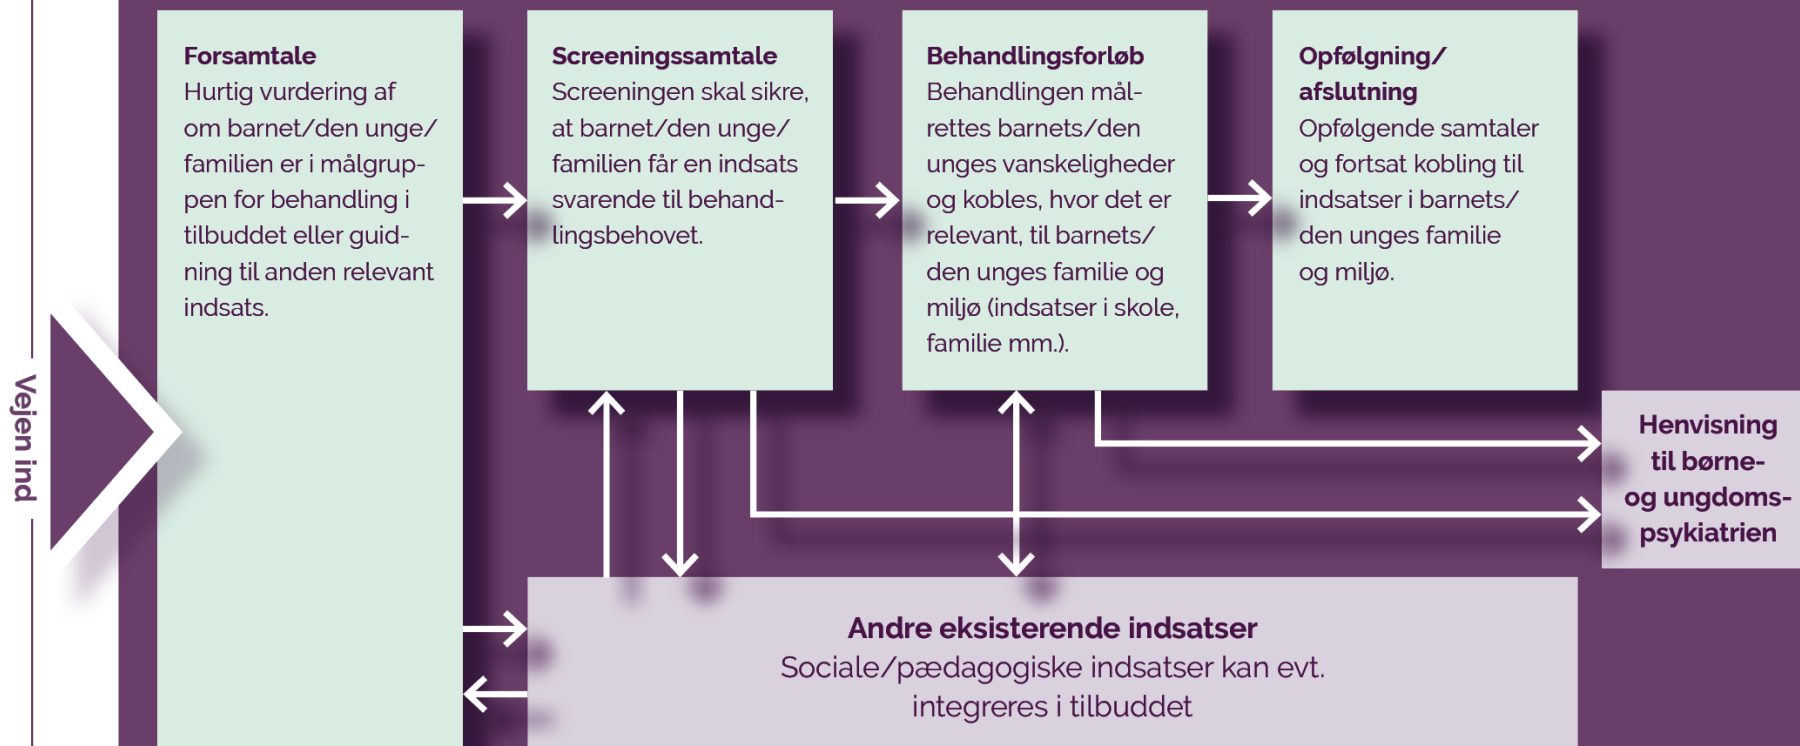 Vejen ind
Forsamtale
Hurtig vurdering af
om barnet/den unge/
familien er i målgrup-
pen for behandling i
tilbuddet eller guid-
ning til anden relevant
indsats.
Screeningssamtale
Screeningen skal sikre,
at barnet/den unge/
familien får en indsats
svarende til behand-
lingsbehovet.
Behandlingsforløb
Behandlingen mål-
rettes barnets/den
unges vanskeligheder
og kobles, hvor det er
relevant, til barnets/
den unges familie og
miljø (indsatser i skole,
familie mm.).
Opfølgning/
afslutning
Opfølgende samtaler
og fortsat kobling til
indsatser i barnets/
den unges familie
og miljø.
Henvisning
til børne-
og ungdoms-
psykiatrien
Andre eksisterende indsatser
Sociale/pædagogiske indsatser kan evt.
integreres i tilbuddet